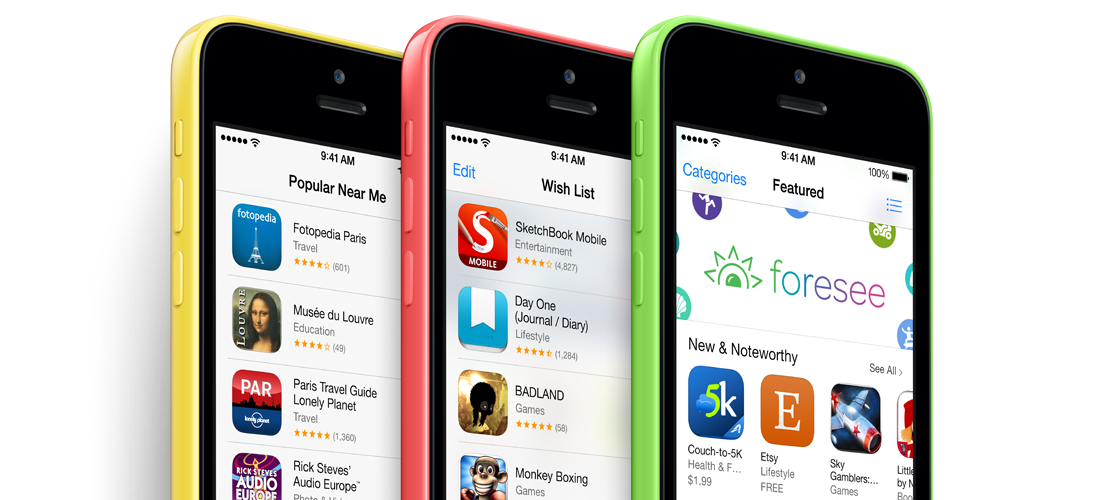 9:41 AM
Popular Near Me
fotopedia
Fotopedia Paris
Travel
(601)
LOUVRE
Musée du Louvre
Education
(49)
PAR
lonely planet
Paris Travel Guide
Lonely Planet
Travel
(1,360)
RICK STEVES
AUDIO
EUROPE
Rick Steves'
Audio Europe™
9:41 AM
Edit
Wish List
S
MOBILE
SketchBook Mobile
Entertainment
(4,827)
Day One
(Journal / Diary)
Lifestyle
(1,284)
BADLAND
Games
(58)
Monkey Boxing
Games
9:41 AM
100%
Categories
Featured
foresee
New & Noteworthy
See All >
5k
Couch-to-5K
Health & F...
$1.99
E
Etsy
Lifestyle
FREE
Sky
Gamblers:...
Games